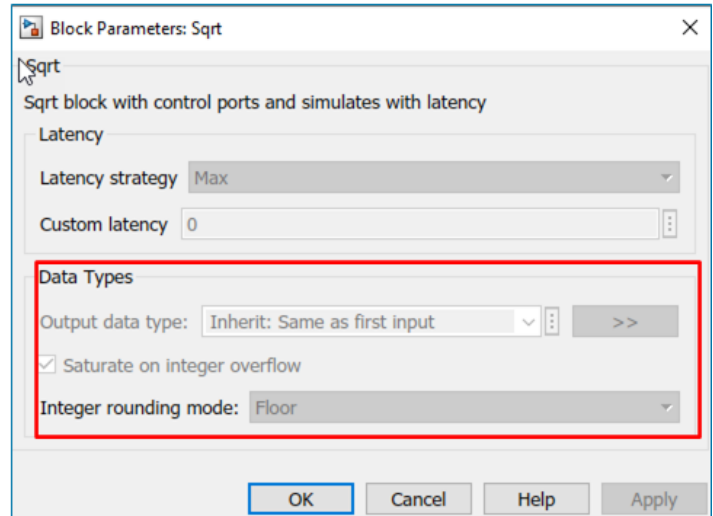 Block Parameters: Sqrt
Sqrt
Sqrt block with control ports and simulates with latency
Latency
Latency strategy Max
Custom latency 0
Data Types
Output data type: Inherit: Same as first input >>
Saturate on integer overflow
Integer rounding mode: Floor
OK Cancel Help Apply